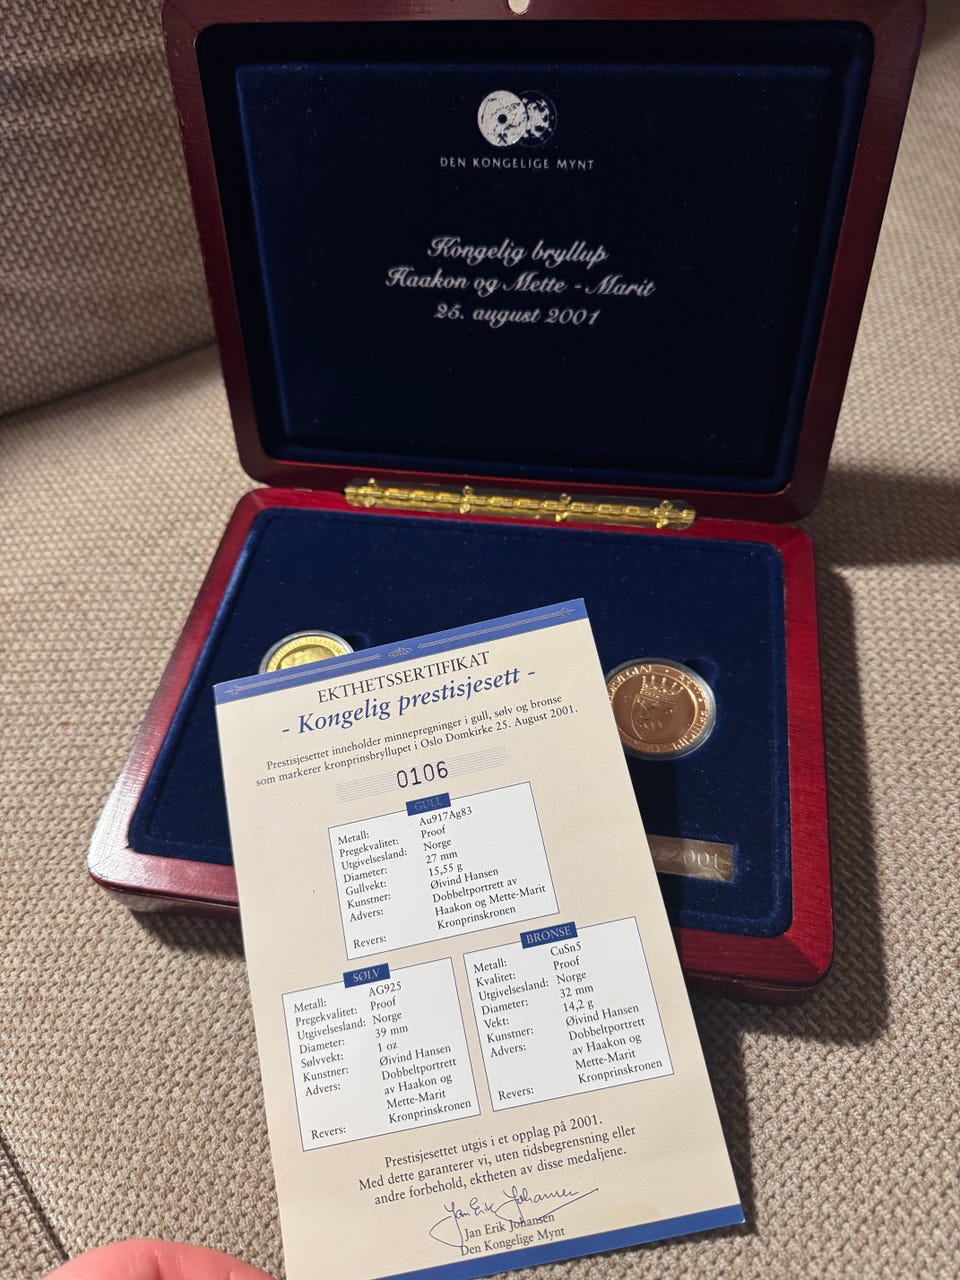 DEN KONGELIGE MYNT
Kongelig bryllup
Haakon og Mette - Marit
25. august 2001
EKTHETSSERTIFIKAT
- Kongelig prestisjesett -
Prestisjesettet inneholder minnepregninger i gull, sølv og bronse
som markerer kronprinsbryllupet i Oslo Domkirke 25. August 2001.
0106
GULL
Metall: Au917Ag83
Pregekvalitet: Proof
Utgivelsesland: Norge
Diameter: 27 mm
Gullvekt: 15,55 g
Kunstner: Øivind Hansen
Advers: Dobbeltportrett av
Haakon og Mette-Marit
Revers: Kronprinskronen
SØLV
Metall: AG925
Pregekvalitet: Proof
Utgivelsesland: Norge
Diameter: 39 mm
Sølvvekt: 1 oz
Kunstner: Øivind Hansen
Advers: Dobbeltportrett
av Haakon og
Mette-Marit
Revers: Kronprinskronen
BRONSE
Metall: CuSn5
Kvalitet: Proof
Utgivelsesland: Norge
Diameter: 32 mm
Vekt: 14,2 g
Kunstner: Øivind Hansen
Advers: Dobbeltportrett
av Haakon og
Mette-Marit
Revers: Kronprinskronen
Prestisjesettet utgis i et opplag på 2001.
Med dette garanterer vi, uten tidsbegrensning eller
andre forbehold, ektheten av disse medaljene.
Jan Erik Johansen
Jan Erik Johansen
Den Kongelige Mynt
2001